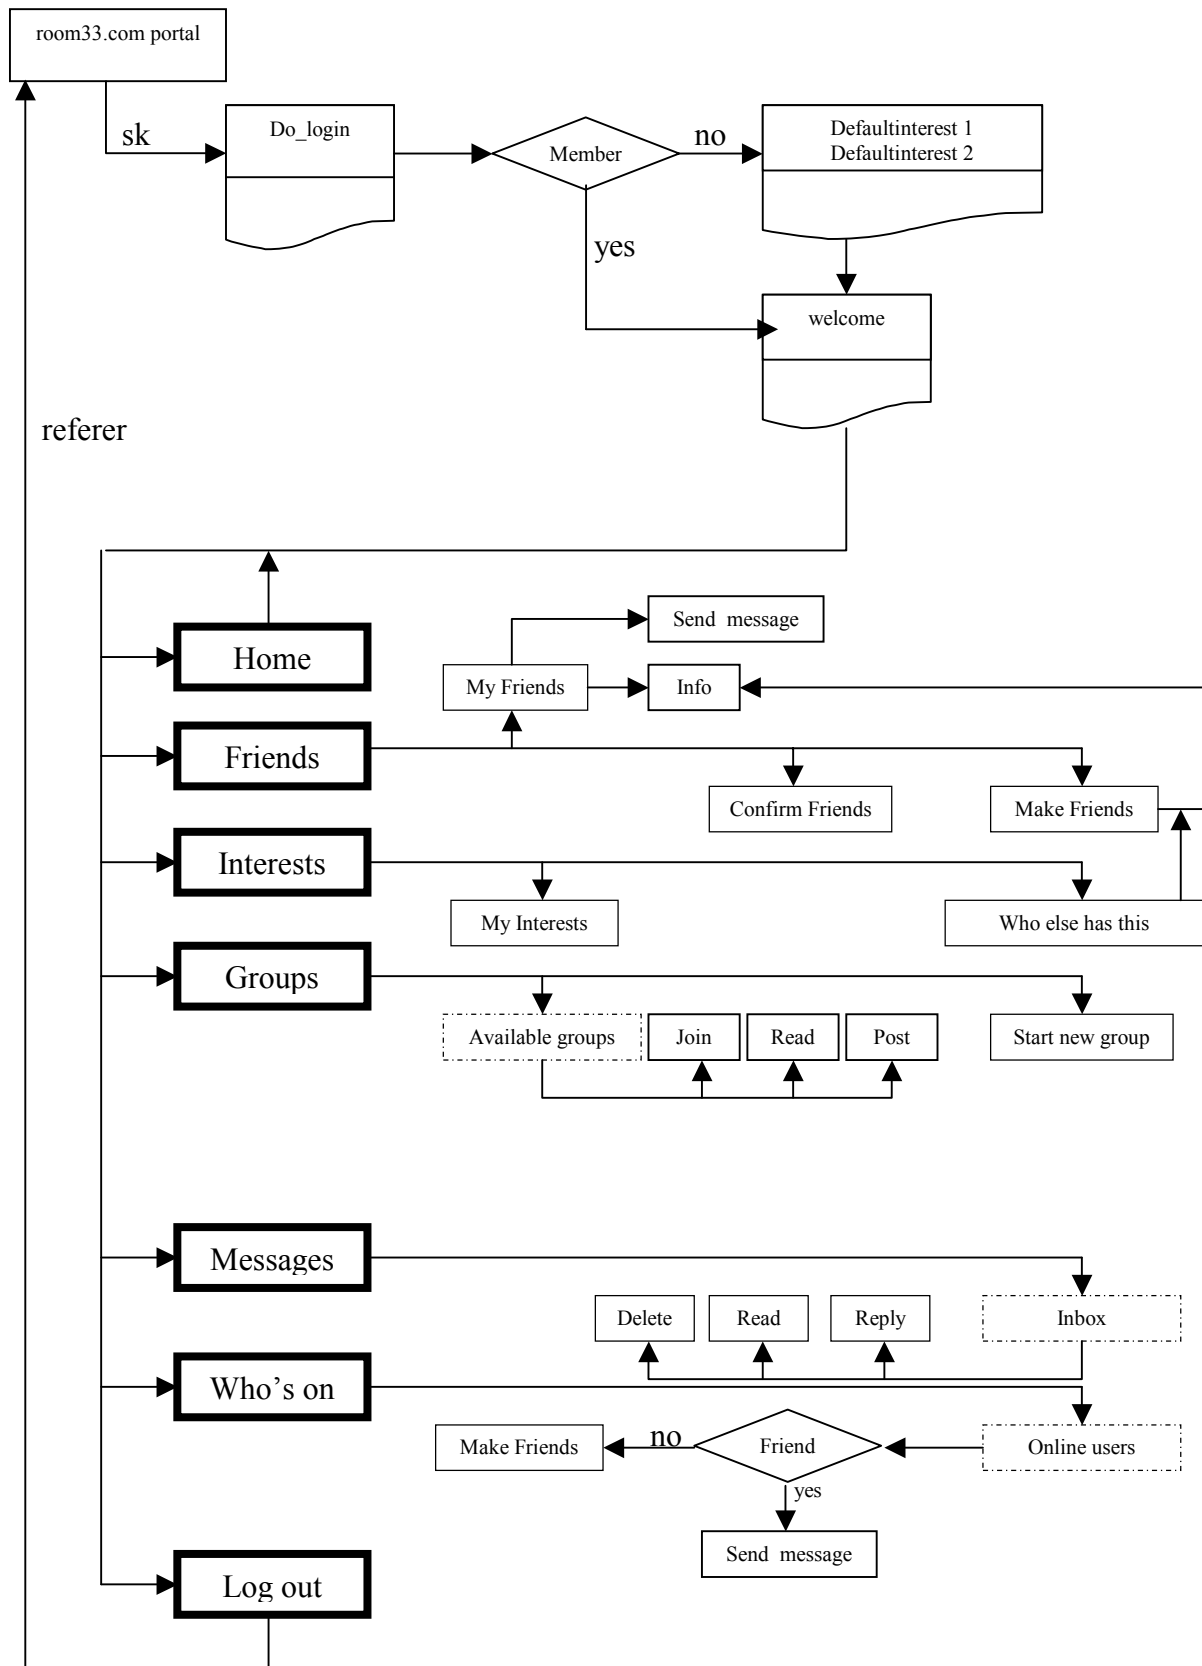 room33.com portal
sk
Do_login
Member
no
Defaultinterest 1
Defaultinterest 2
yes
welcome
referer
Home
Send message
My Friends
Info
Friends
Confirm Friends
Make Friends
Interests
My Interests
Who else has this
Groups
Available groups
Join
Read
Post
Start new group
Messages
Delete
Read
Reply
Inbox
Who's on
Make Friends
no
Friend
Online users
yes
Send message
Log out